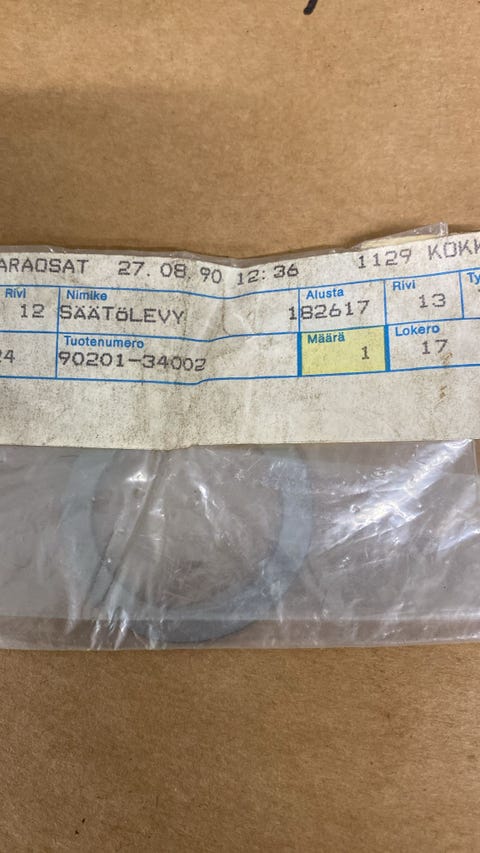 ARAOSAT 27.08.90 12:36 1129 KOKK
Rivi Nimike Alusta Rivi Ty
12 SÄÄTÖLEVY 182617 13
Tuotenumero Määrä Lokero
24 90201-34002 1 17